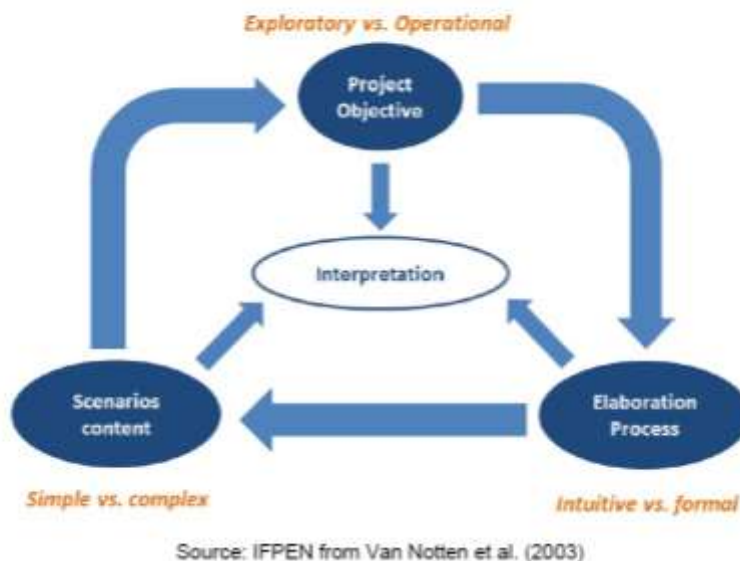 Exploratory vs. Operational
Project
Objective
Interpretation
Scenarios
content
Elaboration
Process
Simple vs. complex
Intuitive vs. formal
Source: IFPEN from Van Notten et al. (2003)